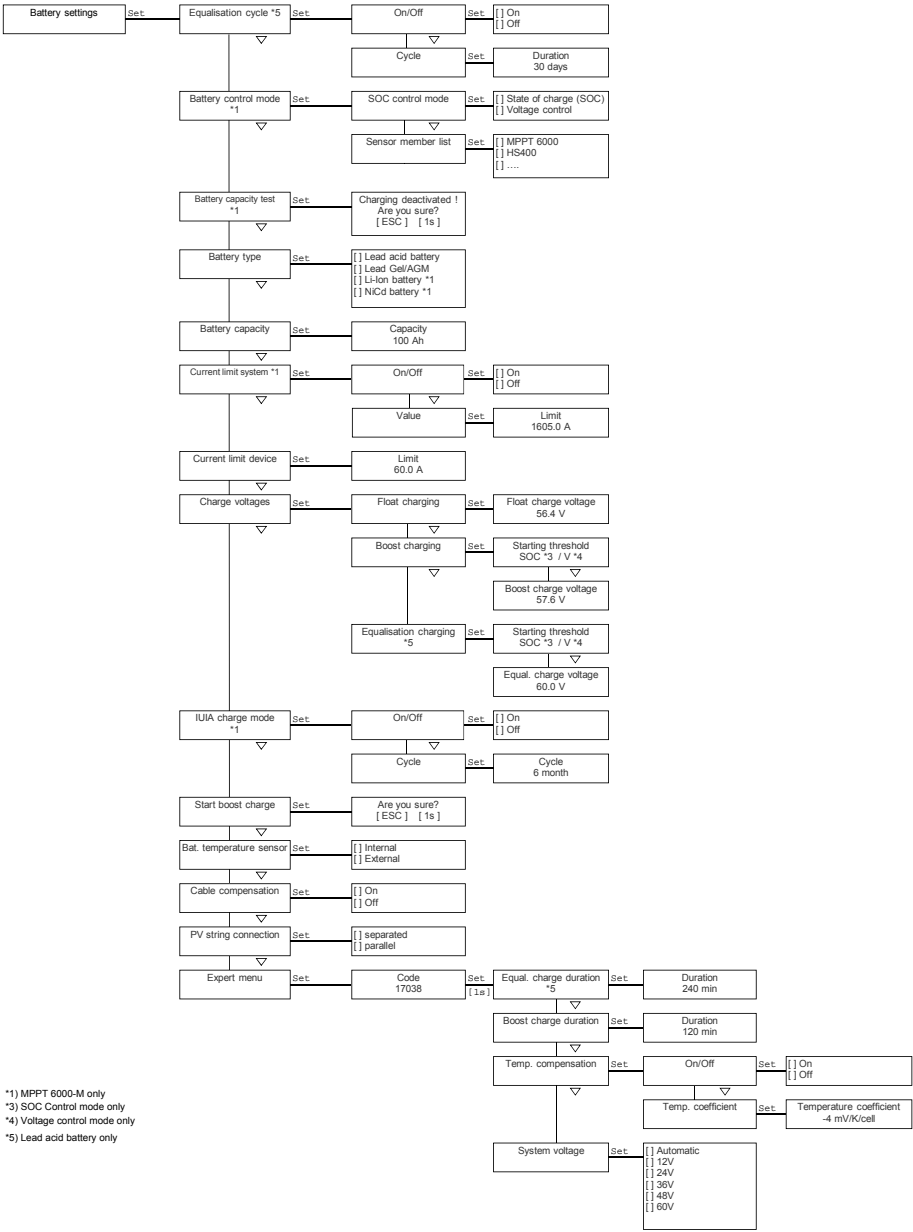 Battery settings
Set
Equalisation cycle *5
Set
On/Off
Set
[ ] On
[ ] Off
Cycle
Set
Duration
30 days
Battery control mode
*1
Set
SOC control mode
Set
[ ] State of charge (SOC)
[ ] Voltage control
Sensor member list
Set
[ ] MPPT 6000
[ ] HS400
[ ] ....
Battery capacity test
*1
Set
Charging deactivated !
Are you sure?
[ ESC ] [ 1s ]
Battery type
Set
[ ] Lead acid battery
[ ] Lead Gel/AGM
[ ] Li-Ion battery *1
[ ] NiCd battery *1
Battery capacity
Set
Capacity
100 Ah
Current limit system *1
Set
On/Off
Set
[ ] On
[ ] Off
Value
Set
Limit
1605.0 A
Current limit device
Set
Limit
60.0 A
Charge voltages
Set
Float charging
Set
Float charge voltage
56.4 V
Boost charging
Set
Starting threshold
SOC *3 / V *4
Boost charge voltage
57.6 V
Equalisation charging
*5
Set
Starting threshold
SOC *3 / V *4
Equal. charge voltage
60.0 V
IUIA charge mode
*1
Set
On/Off
Set
[ ] On
[ ] Off
Cycle
Set
Cycle
6 month
Start boost charge
Set
Are you sure?
[ ESC ] [ 1s ]
Bat. temperature sensor
Set
[ ] Internal
[ ] External
Cable compensation
Set
[ ] On
[ ] Off
PV string connection
Set
[ ] separated
[ ] parallel
Expert menu
Set
Code
17038
Set
[1s]
Equal. charge duration
*5
Set
Duration
240 min
Boost charge duration
Set
Duration
120 min
Temp. compensation
Set
On/Off
Set
[ ] On
[ ] Off
Temp. coefficient
Set
Temperature coefficient
-4 mV/K/cell
System voltage
Set
[ ] Automatic
[ ] 12V
[ ] 24V
[ ] 36V
[ ] 48V
[ ] 60V
*1) MPPT 6000-M only
*3) SOC Control mode only
*4) Voltage control mode only
*5) Lead acid battery only